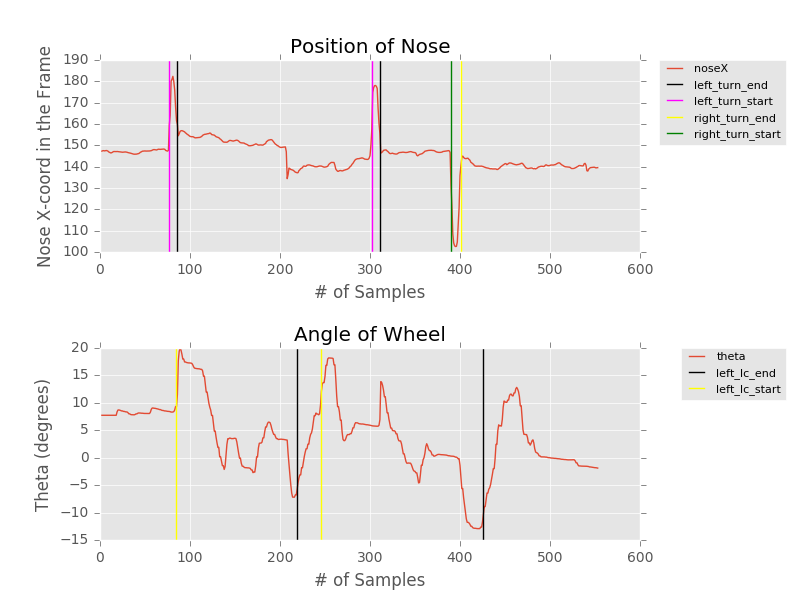 Position of Nose
190
180
170
160
150
140
130
120
110
100
Nose X-coord in the Frame
0 100 200 300 400 500 600
# of Samples
noseX
left_turn_end
left_turn_start
right_turn_end
right_turn_start
Angle of Wheel
20
15
10
5
0
−5
−10
−15
Theta (degrees)
0 100 200 300 400 500 600
# of Samples
theta
left_lc_end
left_lc_start